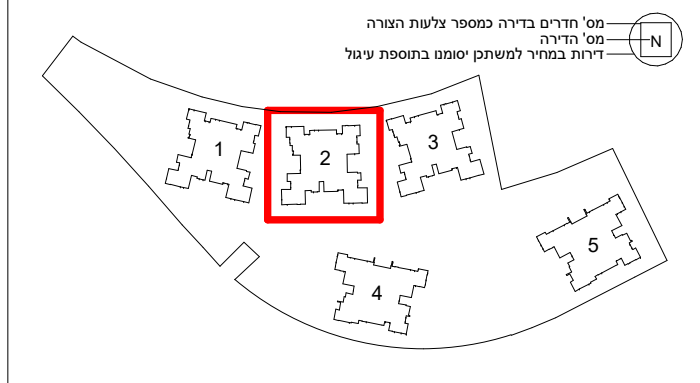 מס' חדרים בדירה כמספר צלעות הצורה
מס' הדירה
דירות במחיר למשתכן יסומנו בתוספת עיגול
N
1
2
3
4
5